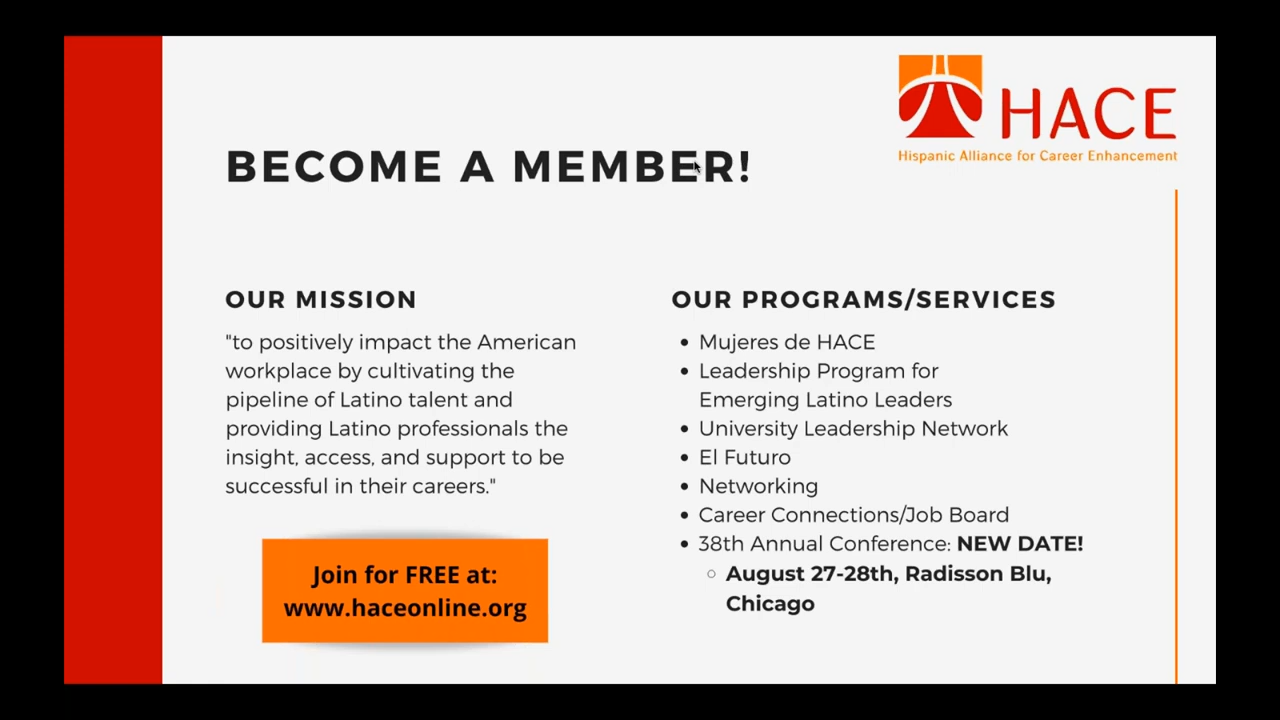 HACE
Hispanic Alliance for Career Enhancement
BECOME A MEMBER!
OUR MISSION
"to positively impact the American
workplace by cultivating the
pipeline of Latino talent and
providing Latino professionals the
insight, access, and support to be
successful in their careers."
Join for FREE at:
www.haceonline.org
OUR PROGRAMS/SERVICES
• Mujeres de HACE
• Leadership Program for
Emerging Latino Leaders
• University Leadership Network
• El Futuro
• Networking
• Career Connections/Job Board
• 38th Annual Conference: NEW DATE!
○ August 27-28th, Radisson Blu,
Chicago